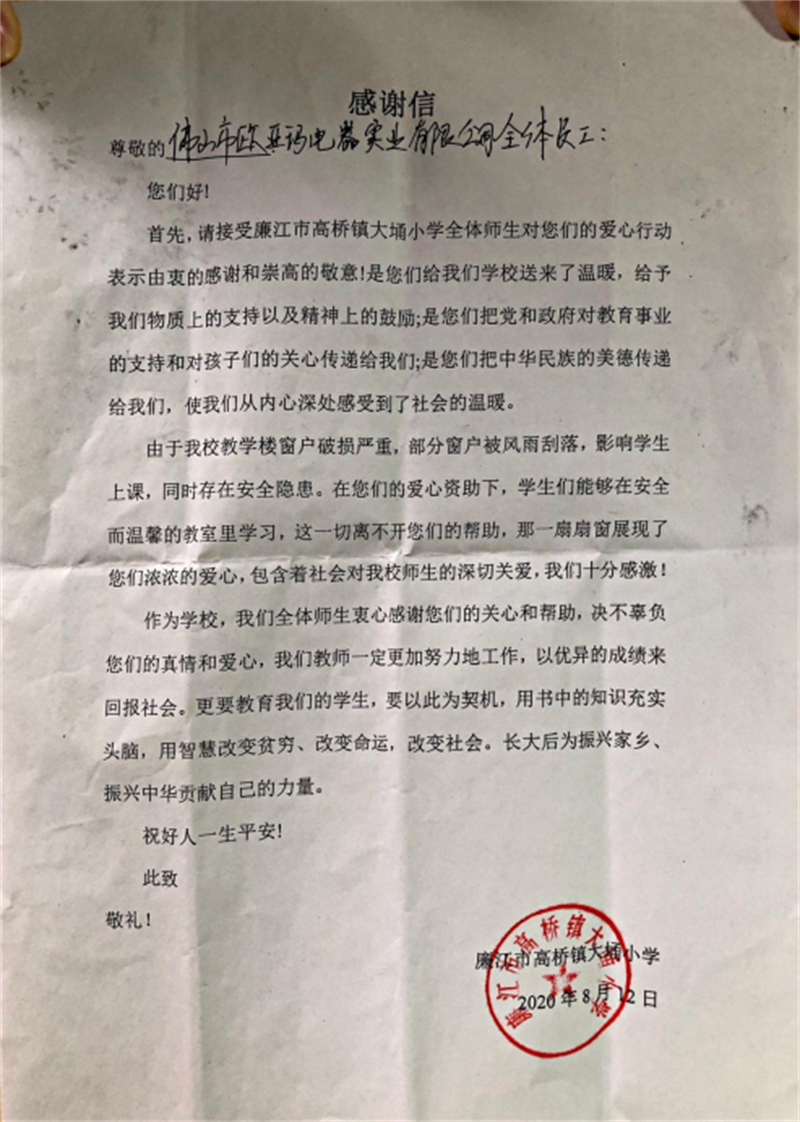 感谢信
尊敬的佛山市欧亚玛电器实业有限公司全体员工:
您们好!
首先,请接受廉江市高桥镇大埇小学全体师生对您们的爱心行动
表示由衷的感谢和崇高的敬意!是您们给我们学校送来了温暖,给予
我们物质上的支持以及精神上的鼓励;是您们把党和政府对教育事业
的支持和对孩子们的关心传递给我们;是您们把中华民族的美德传递
给我们,使我们从内心深处感受到了社会的温暖。
由于我校教学楼窗户破损严重,部分窗户被风雨刮落,影响学生
上课,同时存在安全隐患。在您们的爱心资助下,学生们能够在安全
而温馨的教室里学习,这一切离不开您们的帮助,那一扇扇窗展现了
您们浓浓的爱心,包含着社会对我校师生的深切关爱,我们十分感激!
作为学校,我们全体师生衷心感谢您们的关心和帮助,决不辜负
您们的真情和爱心,我们教师一定更加努力地工作,以优异的成绩来
回报社会。更要教育我们的学生,要以此为契机,用书中的知识充实
头脑,用智慧改变贫穷、改变命运,改变社会。长大后为振兴家乡、
振兴中华贡献自己的力量。
祝好人一生平安!
此致
敬礼!
廉江市高桥镇大埇小学
2020年8月12日
廉江市高桥镇大埇小学